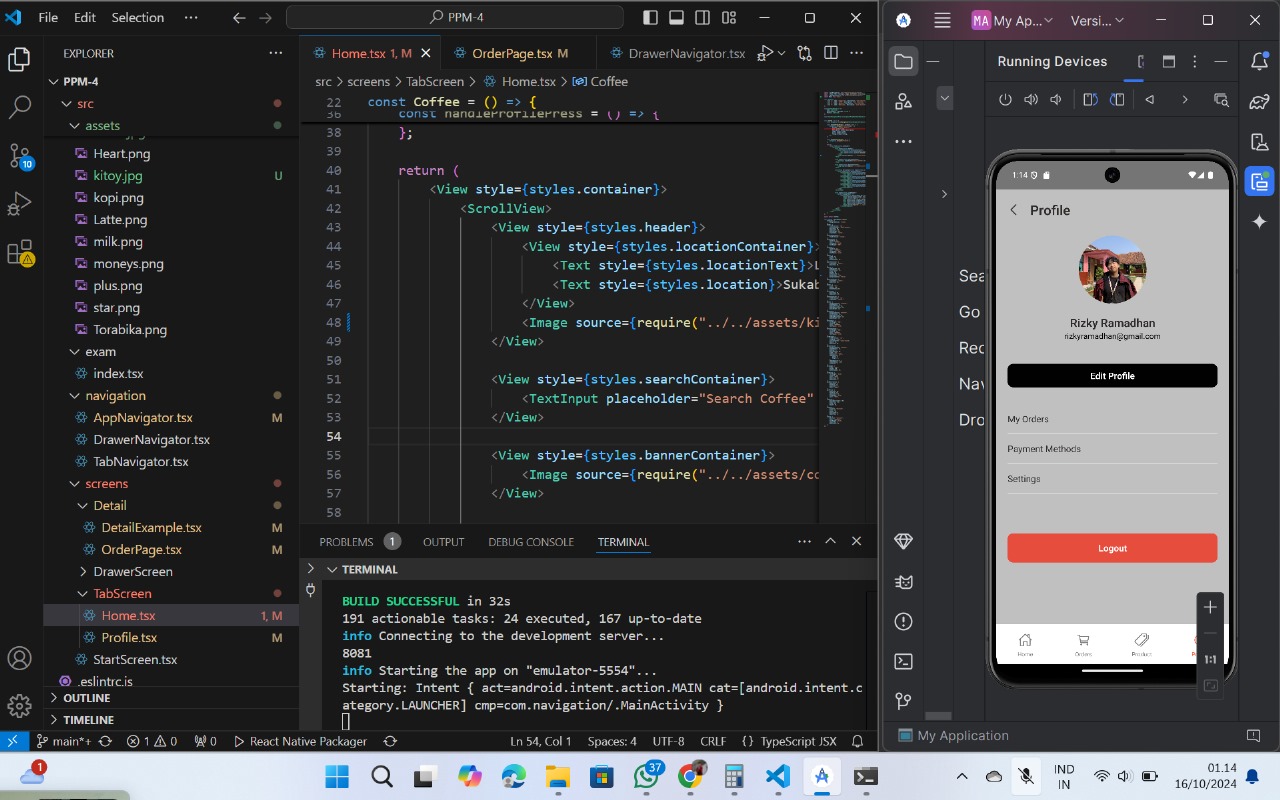 File Edit Selection ··· PPM-4
EXPLORER ···
PPM-4
src
assets
Heart.png
kitoy.jpg U
kopi.png
Latte.png
milk.png
moneys.png
plus.png
star.png
Torabika.png
exam
index.tsx
navigation
AppNavigator.tsx M
DrawerNavigator.tsx
TabNavigator.tsx
screens
Detail
DetailExample.tsx M
OrderPage.tsx M
DrawerScreen
TabScreen
Home.tsx 1, M
Profile.tsx M
StartScreen.tsx
.eslintrc.js
OUTLINE
TIMELINE
10
Home.tsx 1, M OrderPage.tsx M DrawerNavigator.tsx
src > screens > TabScreen > Home.tsx > Coffee
22 const Coffee = () => {
36 const handleProfilePress = () => {
38 };
39
40 return (
41 <View style={styles.container}>
42 <ScrollView>
43 <View style={styles.header}>
44 <View style={styles.locationContainer}>
45 <Text style={styles.locationText}>L
46 <Text style={styles.location}>Sukab
47 </View>
48 <Image source={require("../../assets/ki
49 </View>
50
51 <View style={styles.searchContainer}>
52 <TextInput placeholder="Search Coffee"
53 </View>
54
55 <View style={styles.bannerContainer}>
56 <Image source={require("../../assets/co
57 </View>
58
PROBLEMS 1 OUTPUT DEBUG CONSOLE TERMINAL
TERMINAL
BUILD SUCCESSFUL in 32s
191 actionable tasks: 24 executed, 167 up-to-date
info Connecting to the development server...
8081
info Starting the app on "emulator-5554"...
Starting: Intent { act=android.intent.action.MAIN cat=[android.intent.c
ategory.LAUNCHER] cmp=com.navigation/.MainActivity }
main*+ 1 0 0 React Native Packager Ln 54, Col 1 Spaces: 4 UTF-8 CRLF {} TypeScript JSX
MA My Ap... Versi...
Running Devices
Sea
Go
Rec
Nav
Dro
1:14
Profile
Rizky Ramadhan
rizkyramadhan@gmail.com
Edit Profile
My Orders
Payment Methods
Settings
Logout
Home Orders Product
1:1
My Application
1
37
IND
IN
01.14
16/10/2024